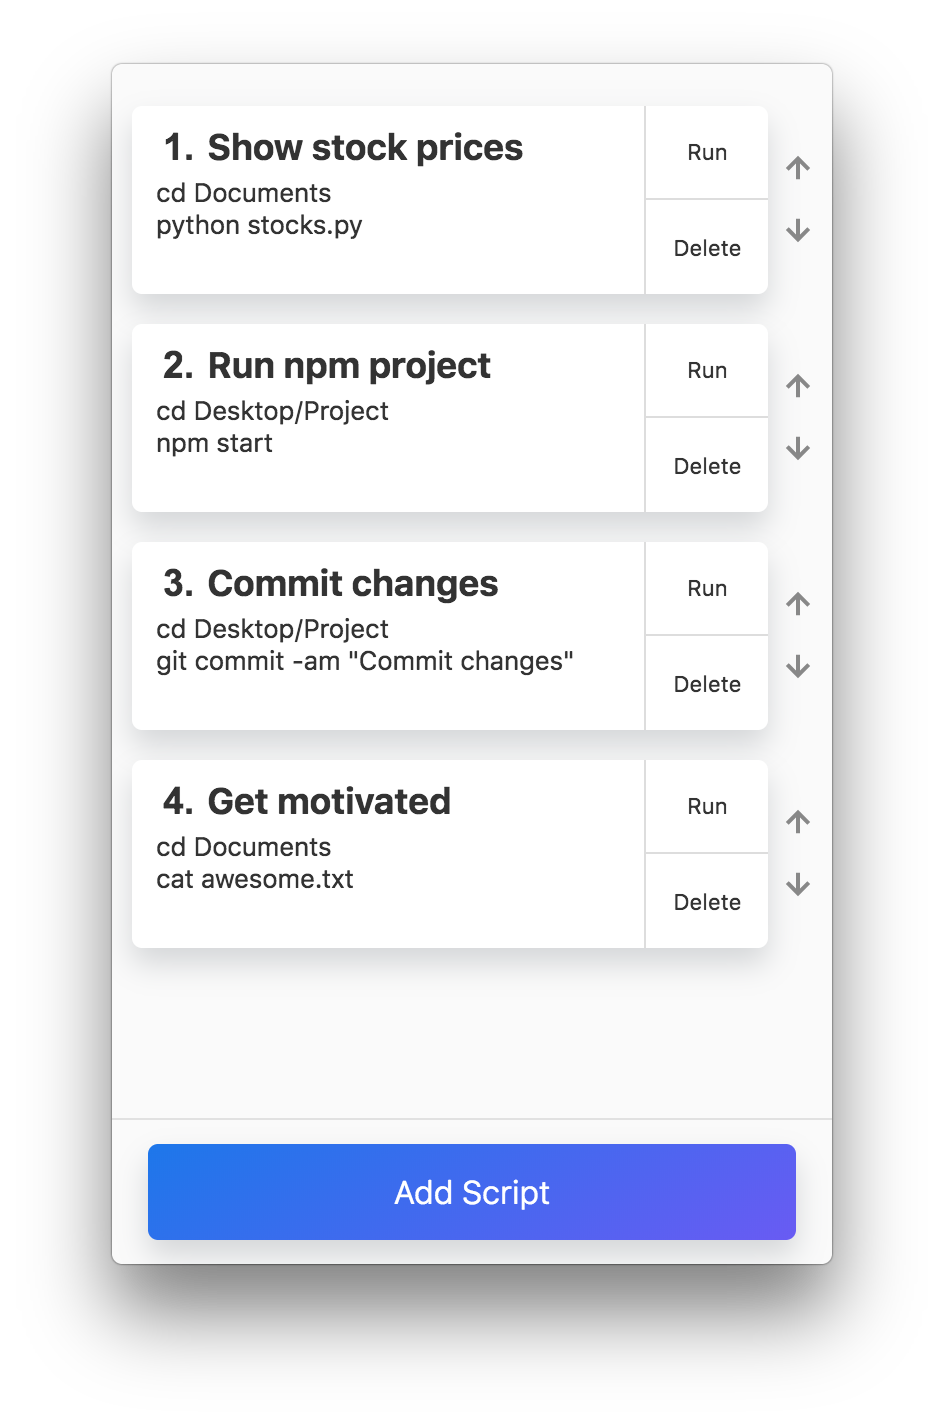 1. Show stock prices
cd Documents
python stocks.py
Run
Delete
2. Run npm project
cd Desktop/Project
npm start
Run
Delete
3. Commit changes
cd Desktop/Project
git commit -am "Commit changes"
Run
Delete
4. Get motivated
cd Documents
cat awesome.txt
Run
Delete
Add Script